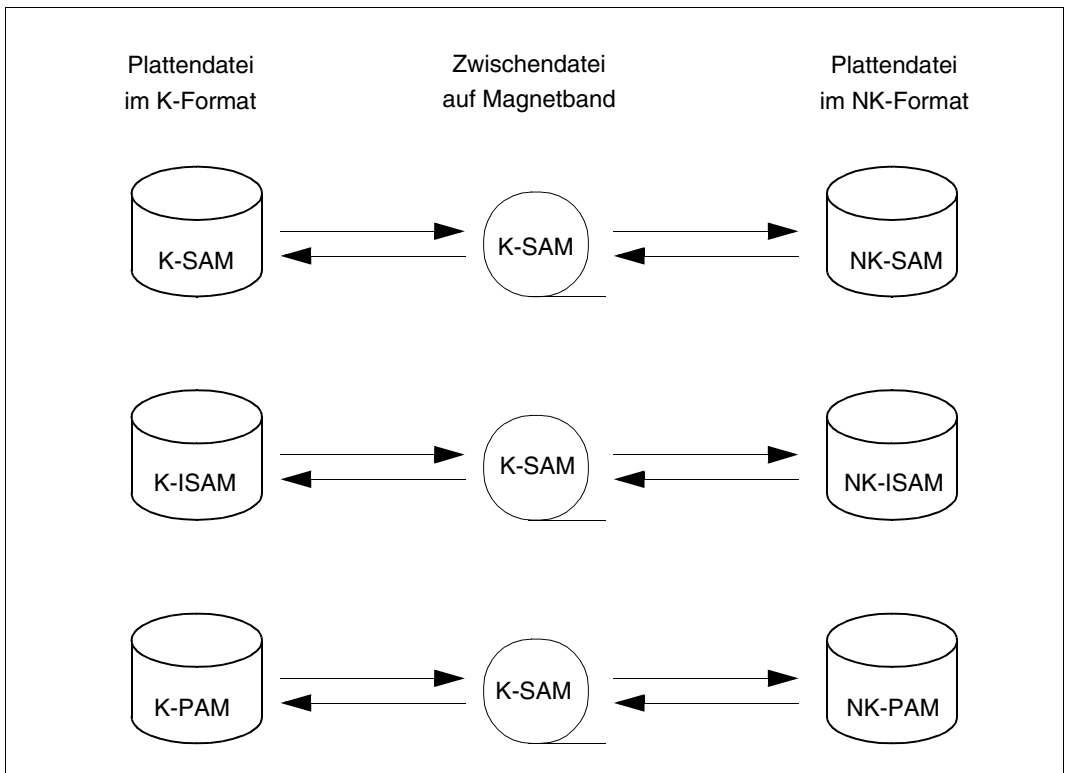 Plattendatei
im K-Format
Zwischendatei
auf Magnetband
Plattendatei
im NK-Format
K-SAM
K-SAM
NK-SAM
K-ISAM
K-SAM
NK-ISAM
K-PAM
K-SAM
NK-PAM